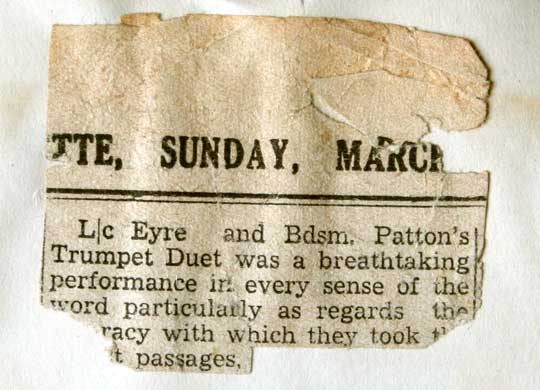 TTE, SUNDAY, MARCH
L|c Eyre and Bdsm. Patton's
Trumpet Duet was a breathtaking
performance in every sense of the
word particularly as regards the
racy with which they took
passages,